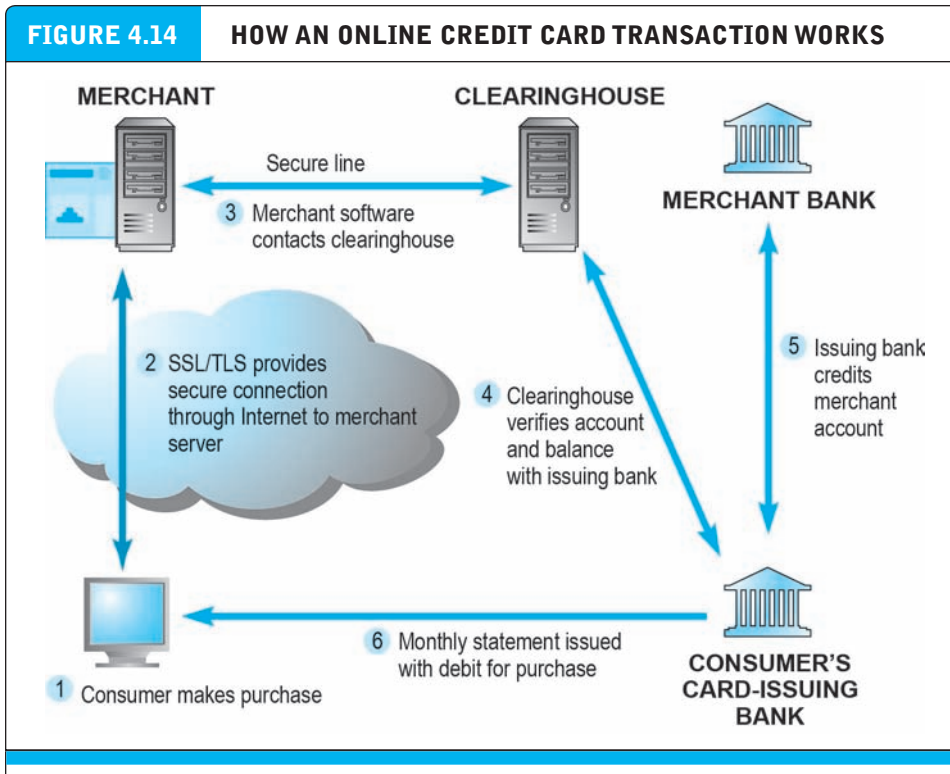 FIGURE 4.14 HOW AN ONLINE CREDIT CARD TRANSACTION WORKS
MERCHANT
CLEARINGHOUSE
MERCHANT BANK
Secure line
3 Merchant software
contacts clearinghouse
2 SSL/TLS provides
secure connection
through Internet to merchant
server
4 Clearinghouse
verifies account
and balance
with issuing bank
5 Issuing bank
credits
merchant
account
1 Consumer makes purchase
6 Monthly statement issued
with debit for purchase
CONSUMER'S
CARD-ISSUING
BANK